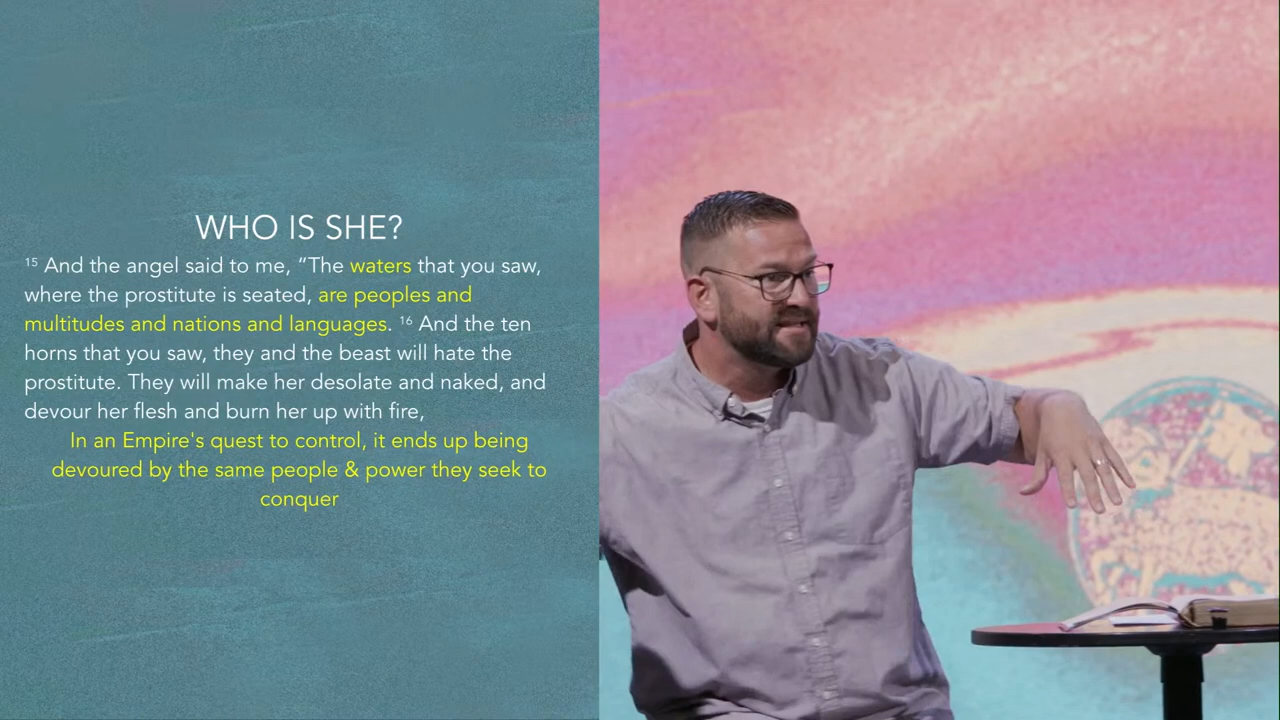 WHO IS SHE?
¹⁵ And the angel said to me, “The waters that you saw,
where the prostitute is seated, are peoples and
multitudes and nations and languages. ¹⁶ And the ten
horns that you saw, they and the beast will hate the
prostitute. They will make her desolate and naked, and
devour her flesh and burn her up with fire,
In an Empire's quest to control, it ends up being
devoured by the same people & power they seek to
conquer